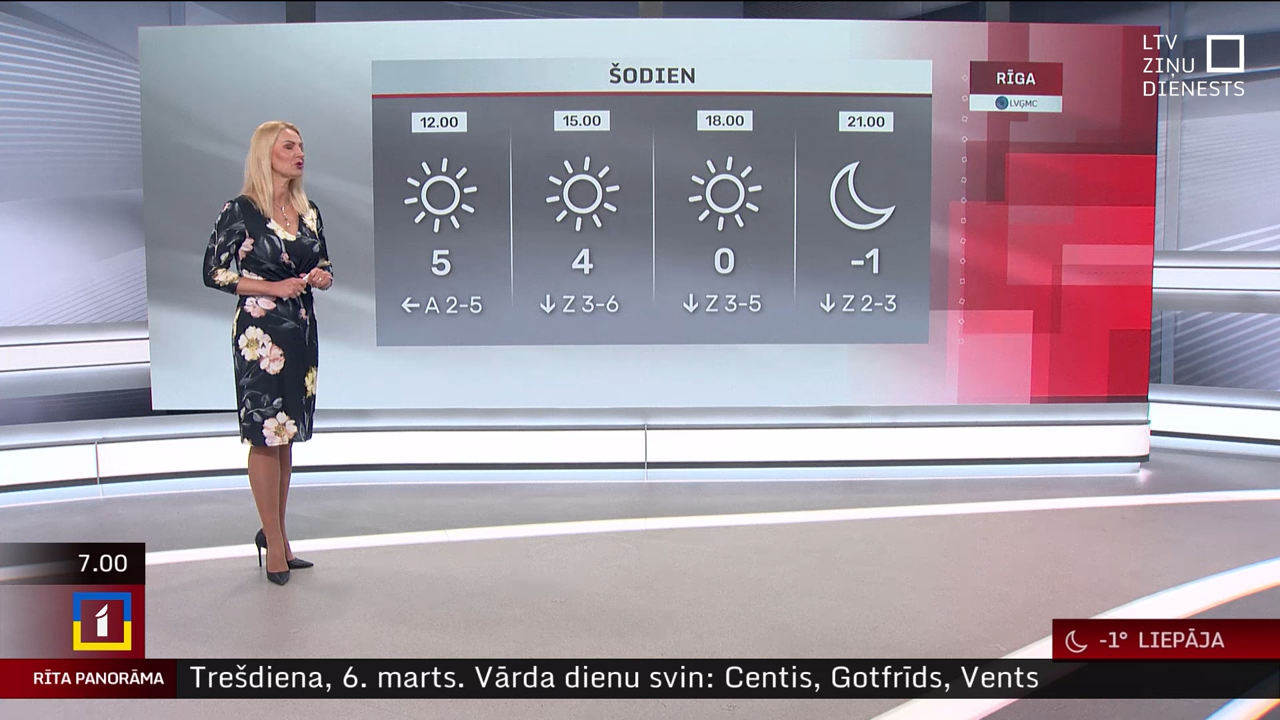 LTV
ZIŅU
DIENESTS
ŠODIEN
RĪGA
LVĢMC
12.00
15.00
18.00
21.00
5
4
0
-1
←A 2-5
↓Z 3-6
↓Z 3-5
↓Z 2-3
7.00
1
-1° LIEPĀJA
RĪTA PANORĀMA
Trešdiena, 6. marts. Vārda dienu svin: Centis, Gotfrīds, Vents